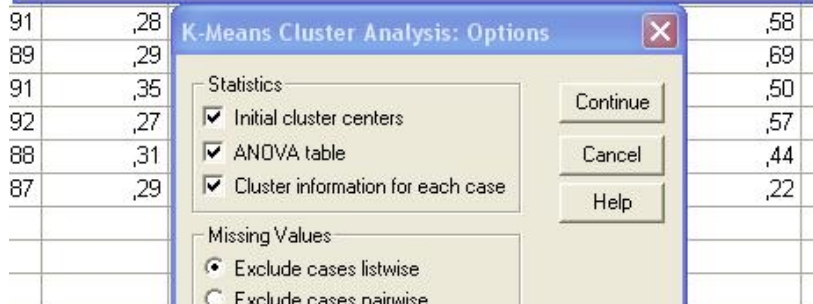 91 ,28 ,58
K-Means Cluster Analysis: Options
89 ,29 ,69
91 ,35 ,50
92 ,27 ,57
88 ,31 ,44
87 ,29 ,22
Statistics
Initial cluster centers
ANOVA table
Cluster information for each case
Continue
Cancel
Help
Missing Values
Exclude cases listwise
Exclude cases pairwise